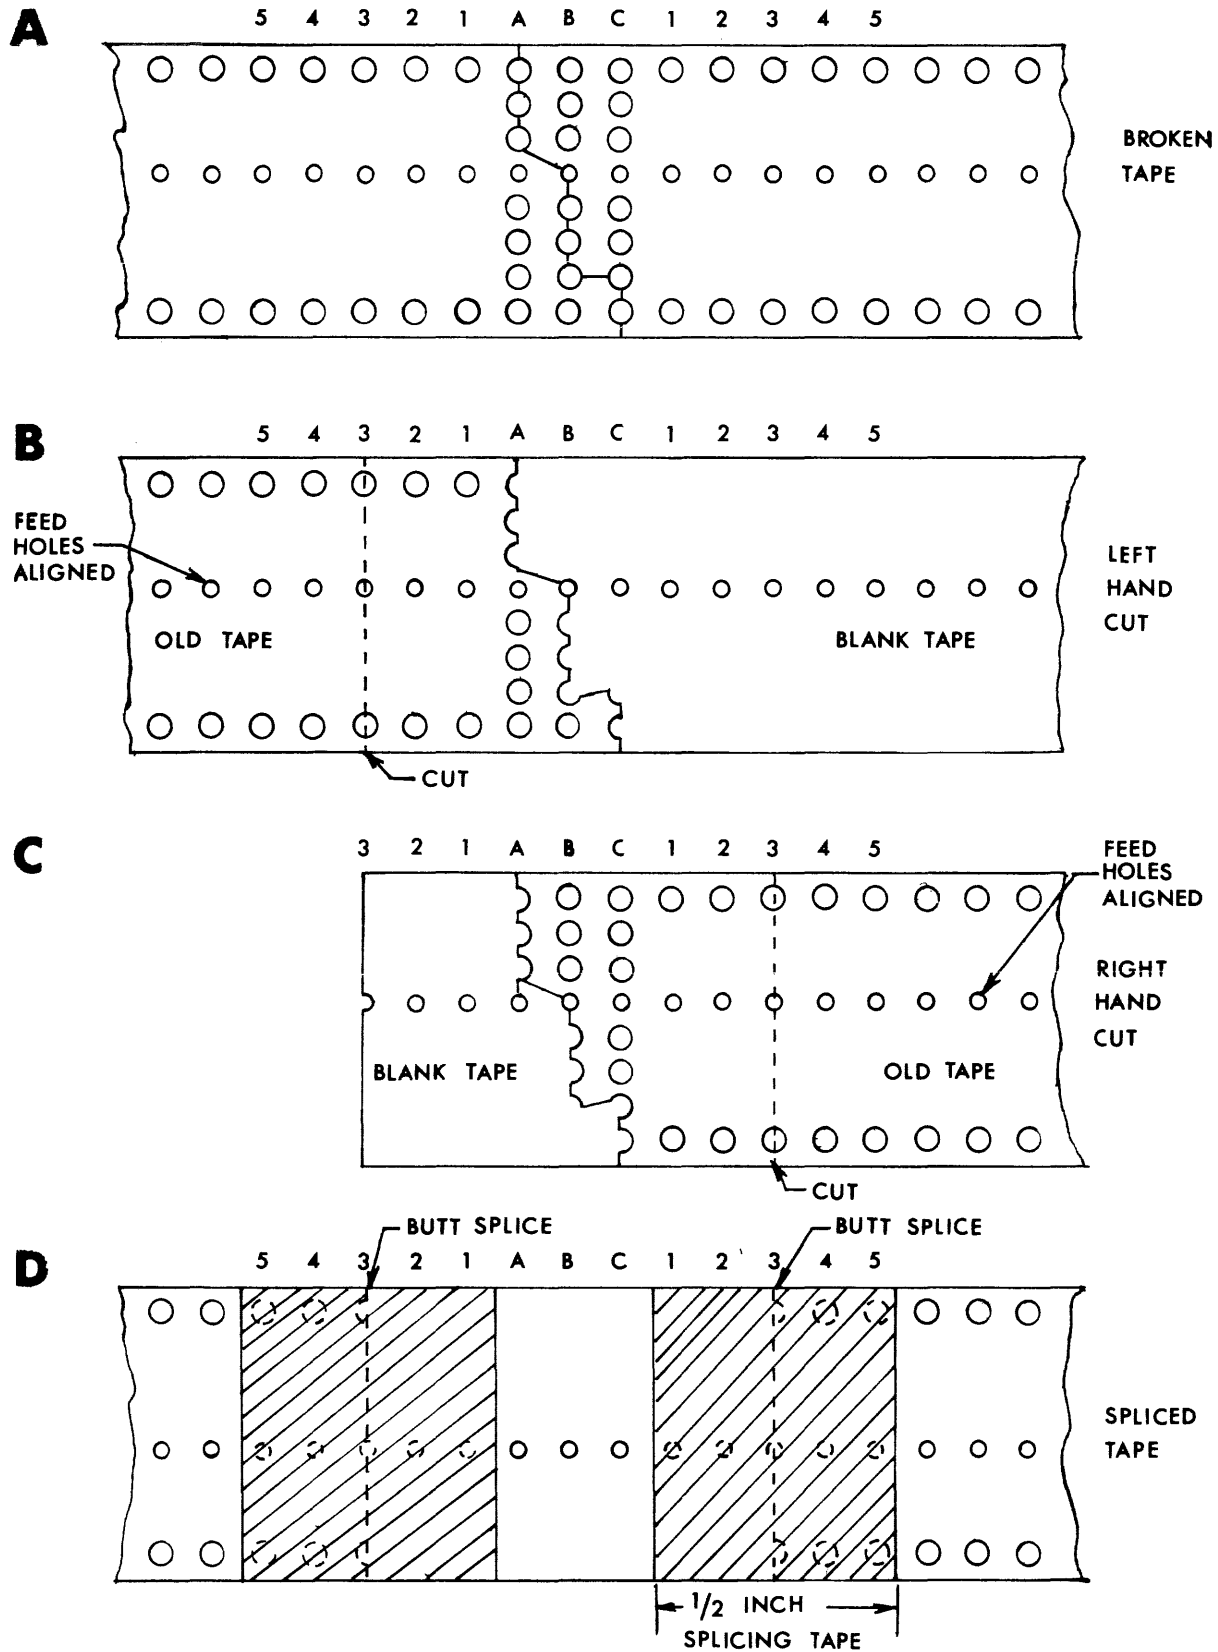 A
5 4 3 2 1 A B C 1 2 3 4 5
BROKEN
TAPE
B
5 4 3 2 1 A B C 1 2 3 4 5
FEED
HOLES
ALIGNED
LEFT
HAND
CUT
OLD TAPE
BLANK TAPE
CUT
C
3 2 1 A B C 1 2 3 4 5
FEED
HOLES
ALIGNED
RIGHT
HAND
CUT
BLANK TAPE
OLD TAPE
CUT
BUTT SPLICE
BUTT SPLICE
D
5 4 3 2 1 A B C 1 2 3 4 5
SPLICED
TAPE
1/2 INCH
SPLICING TAPE